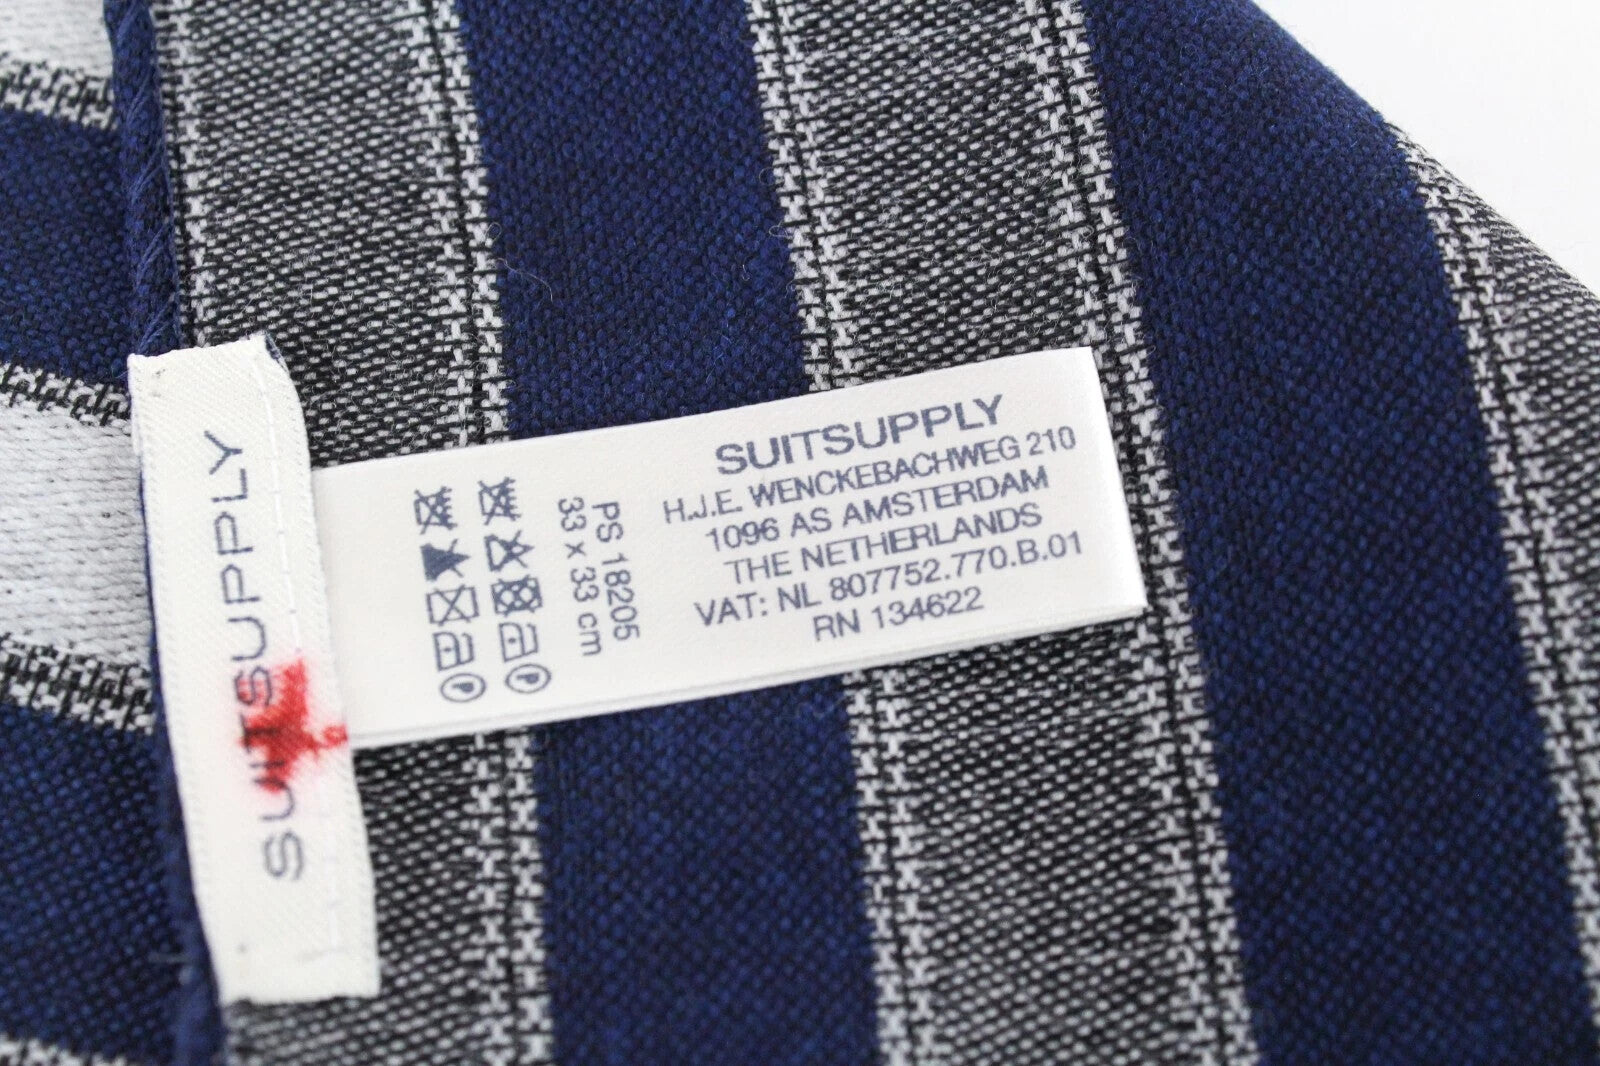 SUITSUPPLY
SUITSUPPLY
H.J.E. WENCKEBACHWEG 210
1096 AS AMSTERDAM
THE NETHERLANDS
VAT: NL 807752.770.B.01
RN 134622
PS 18205
33 x 33 cm
P
P